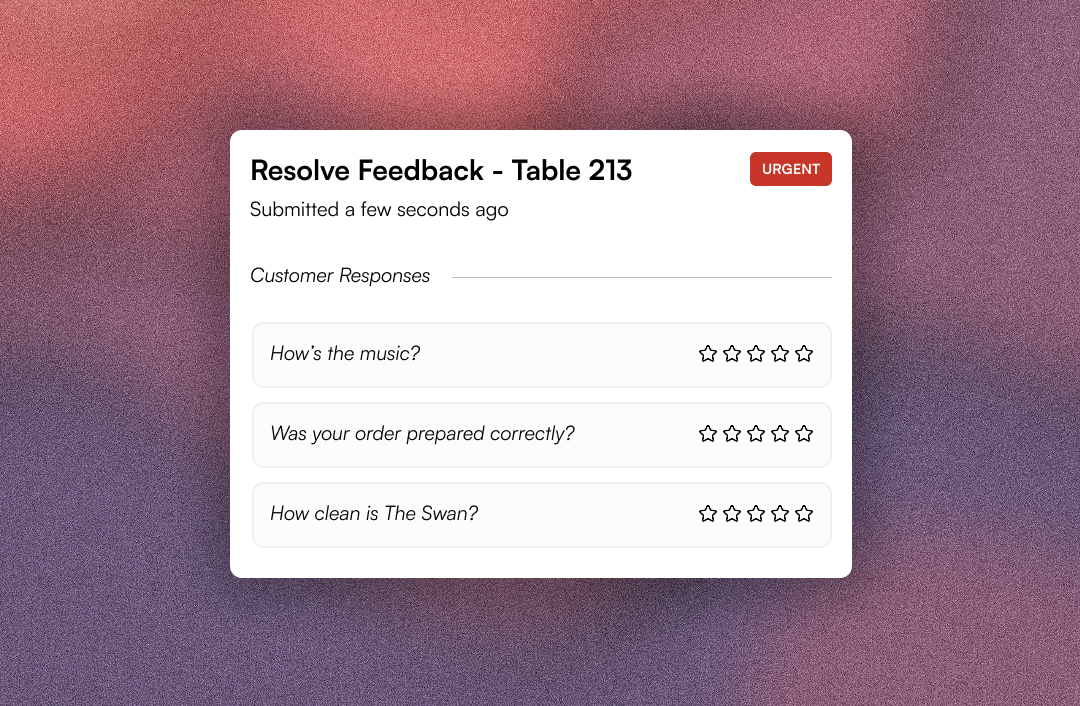 Resolve Feedback - Table 213
URGENT
Submitted a few seconds ago
Customer Responses
How’s the music?
Was your order prepared correctly?
How clean is The Swan?